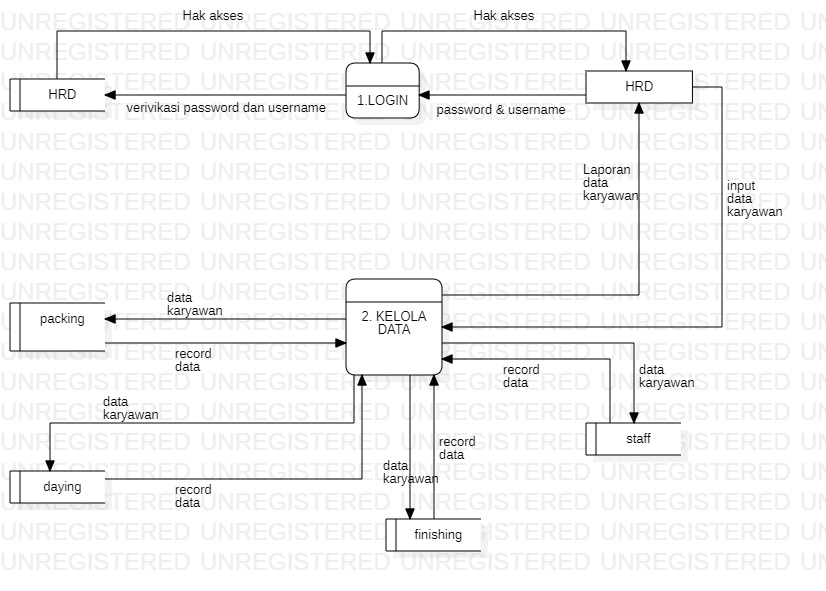 Hak akses
Hak akses
HRD
1.LOGIN
HRD
verivikasi password dan username
password & username
Laporan
data
karyawan
input
data
karyawan
data
karyawan
packing
2. KELOLA
DATA
record
data
record
data
data
karyawan
data
karyawan
staff
record
data
data
karyawan
daying
record
data
finishing
UNREGISTERED UNREGISTERED UNREGISTERED UNREGISTERED UN